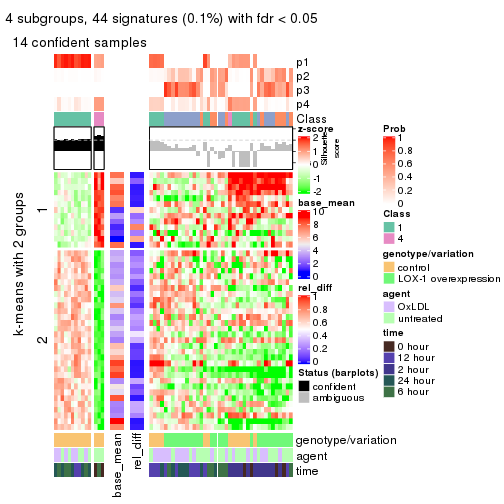 4 subgroups, 44 signatures (0.1%) with fdr < 0.05
14 confident samples
p1
p2
p3
p4
Class
Silhouette
score
k-means with 2 groups
1
2
base_mean
rel_diff
genotype/variation
agent
time
z-score
2
1
0
-1
-2
base_mean
10
8
6
4
2
0
rel_diff
1
0.8
0.6
0.4
0.2
0
Status (barplots)
confident
ambiguous
Prob
1
0.8
0.6
0.4
0.2
0
Class
1
4
genotype/variation
control
LOX-1 overexpression
agent
OxLDL
untreated
time
0 hour
12 hour
2 hour
24 hour
6 hour